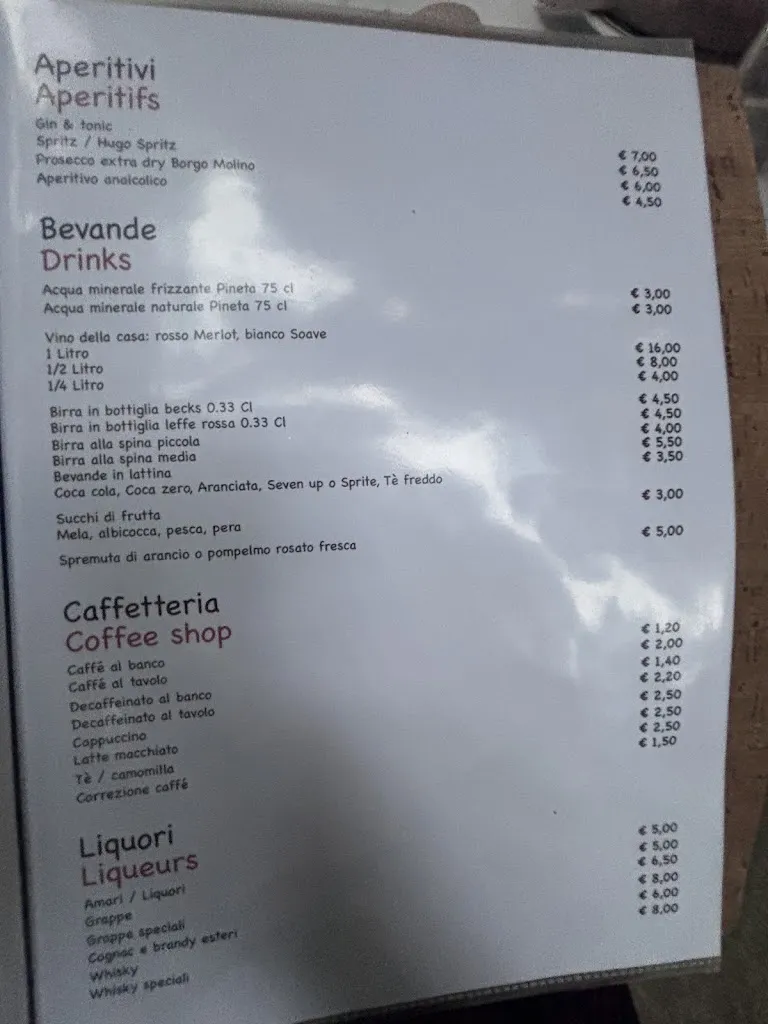 Aperitivi
Aperitifs
Gin & tonic € 7,00
Spritz / Hugo Spritz € 6,50
Prosecco extra dry Borgo Molino € 6,00
Aperitivo analcolico € 4,50
Bevande
Drinks
Acqua minerale frizzante Pineta 75 cl € 3,00
Acqua minerale naturale Pineta 75 cl € 3,00
Vino della casa: rosso Merlot, bianco Soave
1 Litro € 16,00
1/2 Litro € 8,00
1/4 Litro € 4,00
Birra in bottiglia becks 0.33 Cl € 4,50
Birra in bottiglia leffe rossa 0.33 Cl € 4,50
Birra alla spina piccola € 4,00
Birra alla spina media € 5,50
Bevande in lattina € 3,50
Coca cola, Coca zero, Aranciata, Seven up o Sprite, Tè freddo
Succhi di frutta € 3,00
Mela, albicocca, pesca, pera
Spremuta di arancio o pompelmo rosato fresca € 5,00
Caffetteria
Coffee shop
Caffé al banco € 1,20
Caffé al tavolo € 2,00
Decaffeinato al banco € 1,40
Decaffeinato al tavolo € 2,20
Cappuccino € 2,50
Latte macchiato € 2,50
Tè / camomilla € 2,50
Correzione caffé € 1,50
Liquori
Liqueurs
Amari / Liquori € 5,00
Grappe € 5,00
Grappe speciali € 6,50
Cognac e brandy esteri € 8,00
Whisky € 6,00
Whisky speciali € 8,00